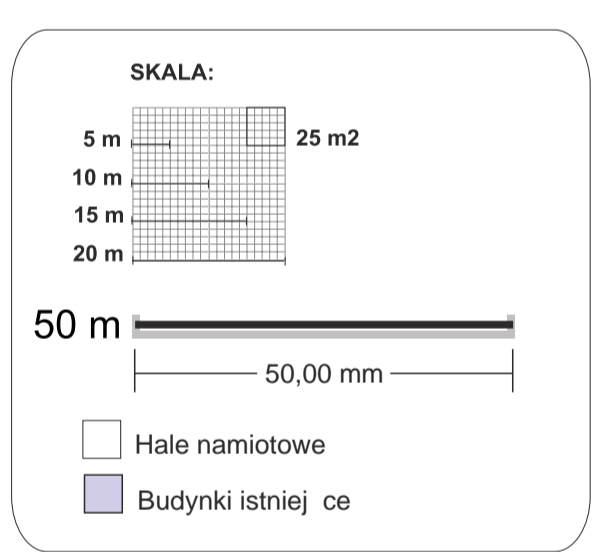 SKALA:
5 m
25 m2
10 m
15 m
20 m
50 m
50,00 mm
Hale namiotowe
Budynki istniej ce